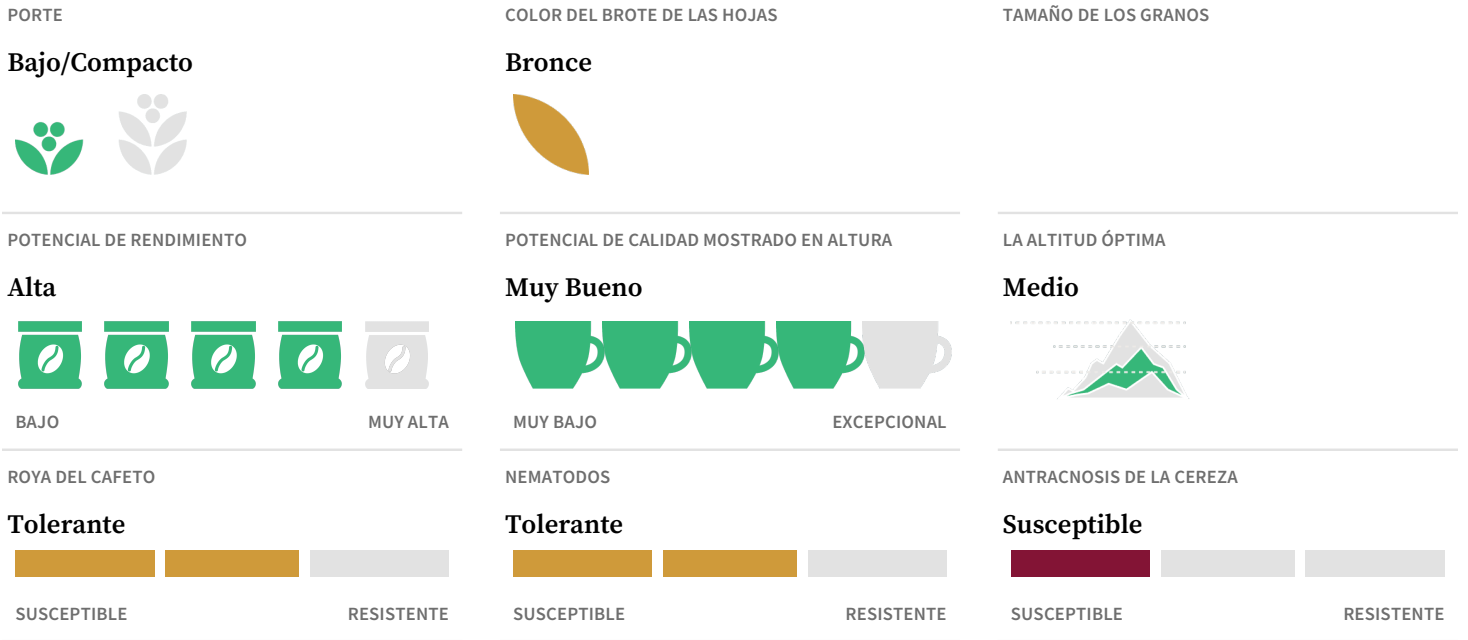 PORTE
Bajo/Compacto
COLOR DEL BROTE DE LAS HOJAS
Bronce
TAMAÑO DE LOS GRANOS
POTENCIAL DE RENDIMIENTO
Alta
BAJO
MUY ALTA
POTENCIAL DE CALIDAD MOSTRADO EN ALTURA
Muy Bueno
MUY BAJO
EXCEPCIONAL
LA ALTITUD ÓPTIMA
Medio
ROYA DEL CAFETO
Tolerante
SUSCEPTIBLE
RESISTENTE
NEMATODOS
Tolerante
SUSCEPTIBLE
RESISTENTE
ANTRACNOSIS DE LA CEREZA
Susceptible
SUSCEPTIBLE
RESISTENTE